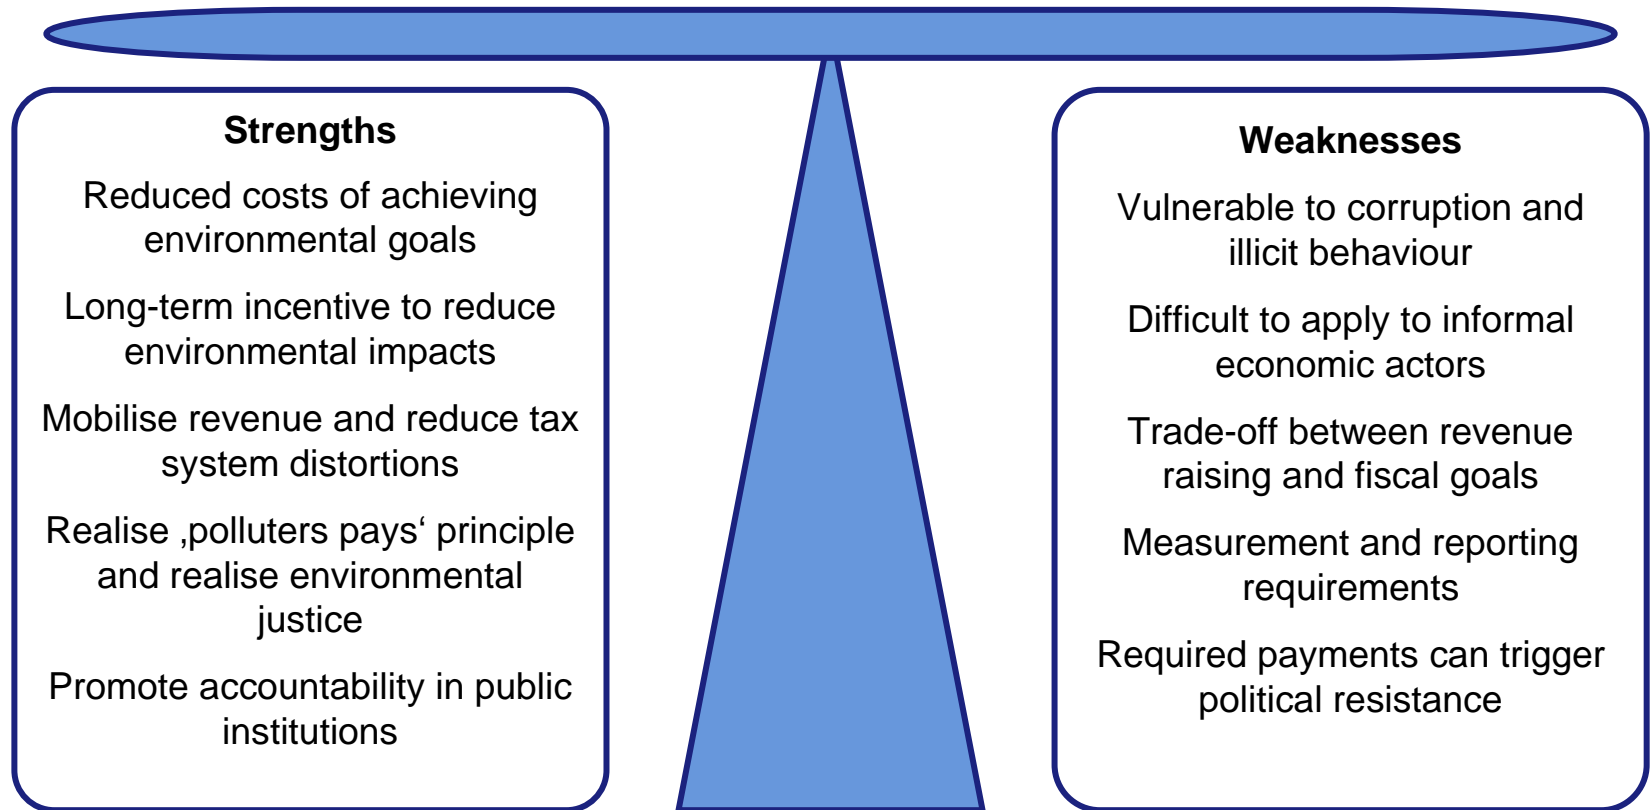 Strengths
Reduced costs of achieving
environmental goals
Long-term incentive to reduce
environmental impacts
Mobilise revenue and reduce tax
system distortions
Realise ‚polluters pays‘ principle
and realise environmental
justice
Promote accountability in public
institutions
Weaknesses
Vulnerable to corruption and
illicit behaviour
Difficult to apply to informal
economic actors
Trade-off between revenue
raising and fiscal goals
Measurement and reporting
requirements
Required payments can trigger
political resistance